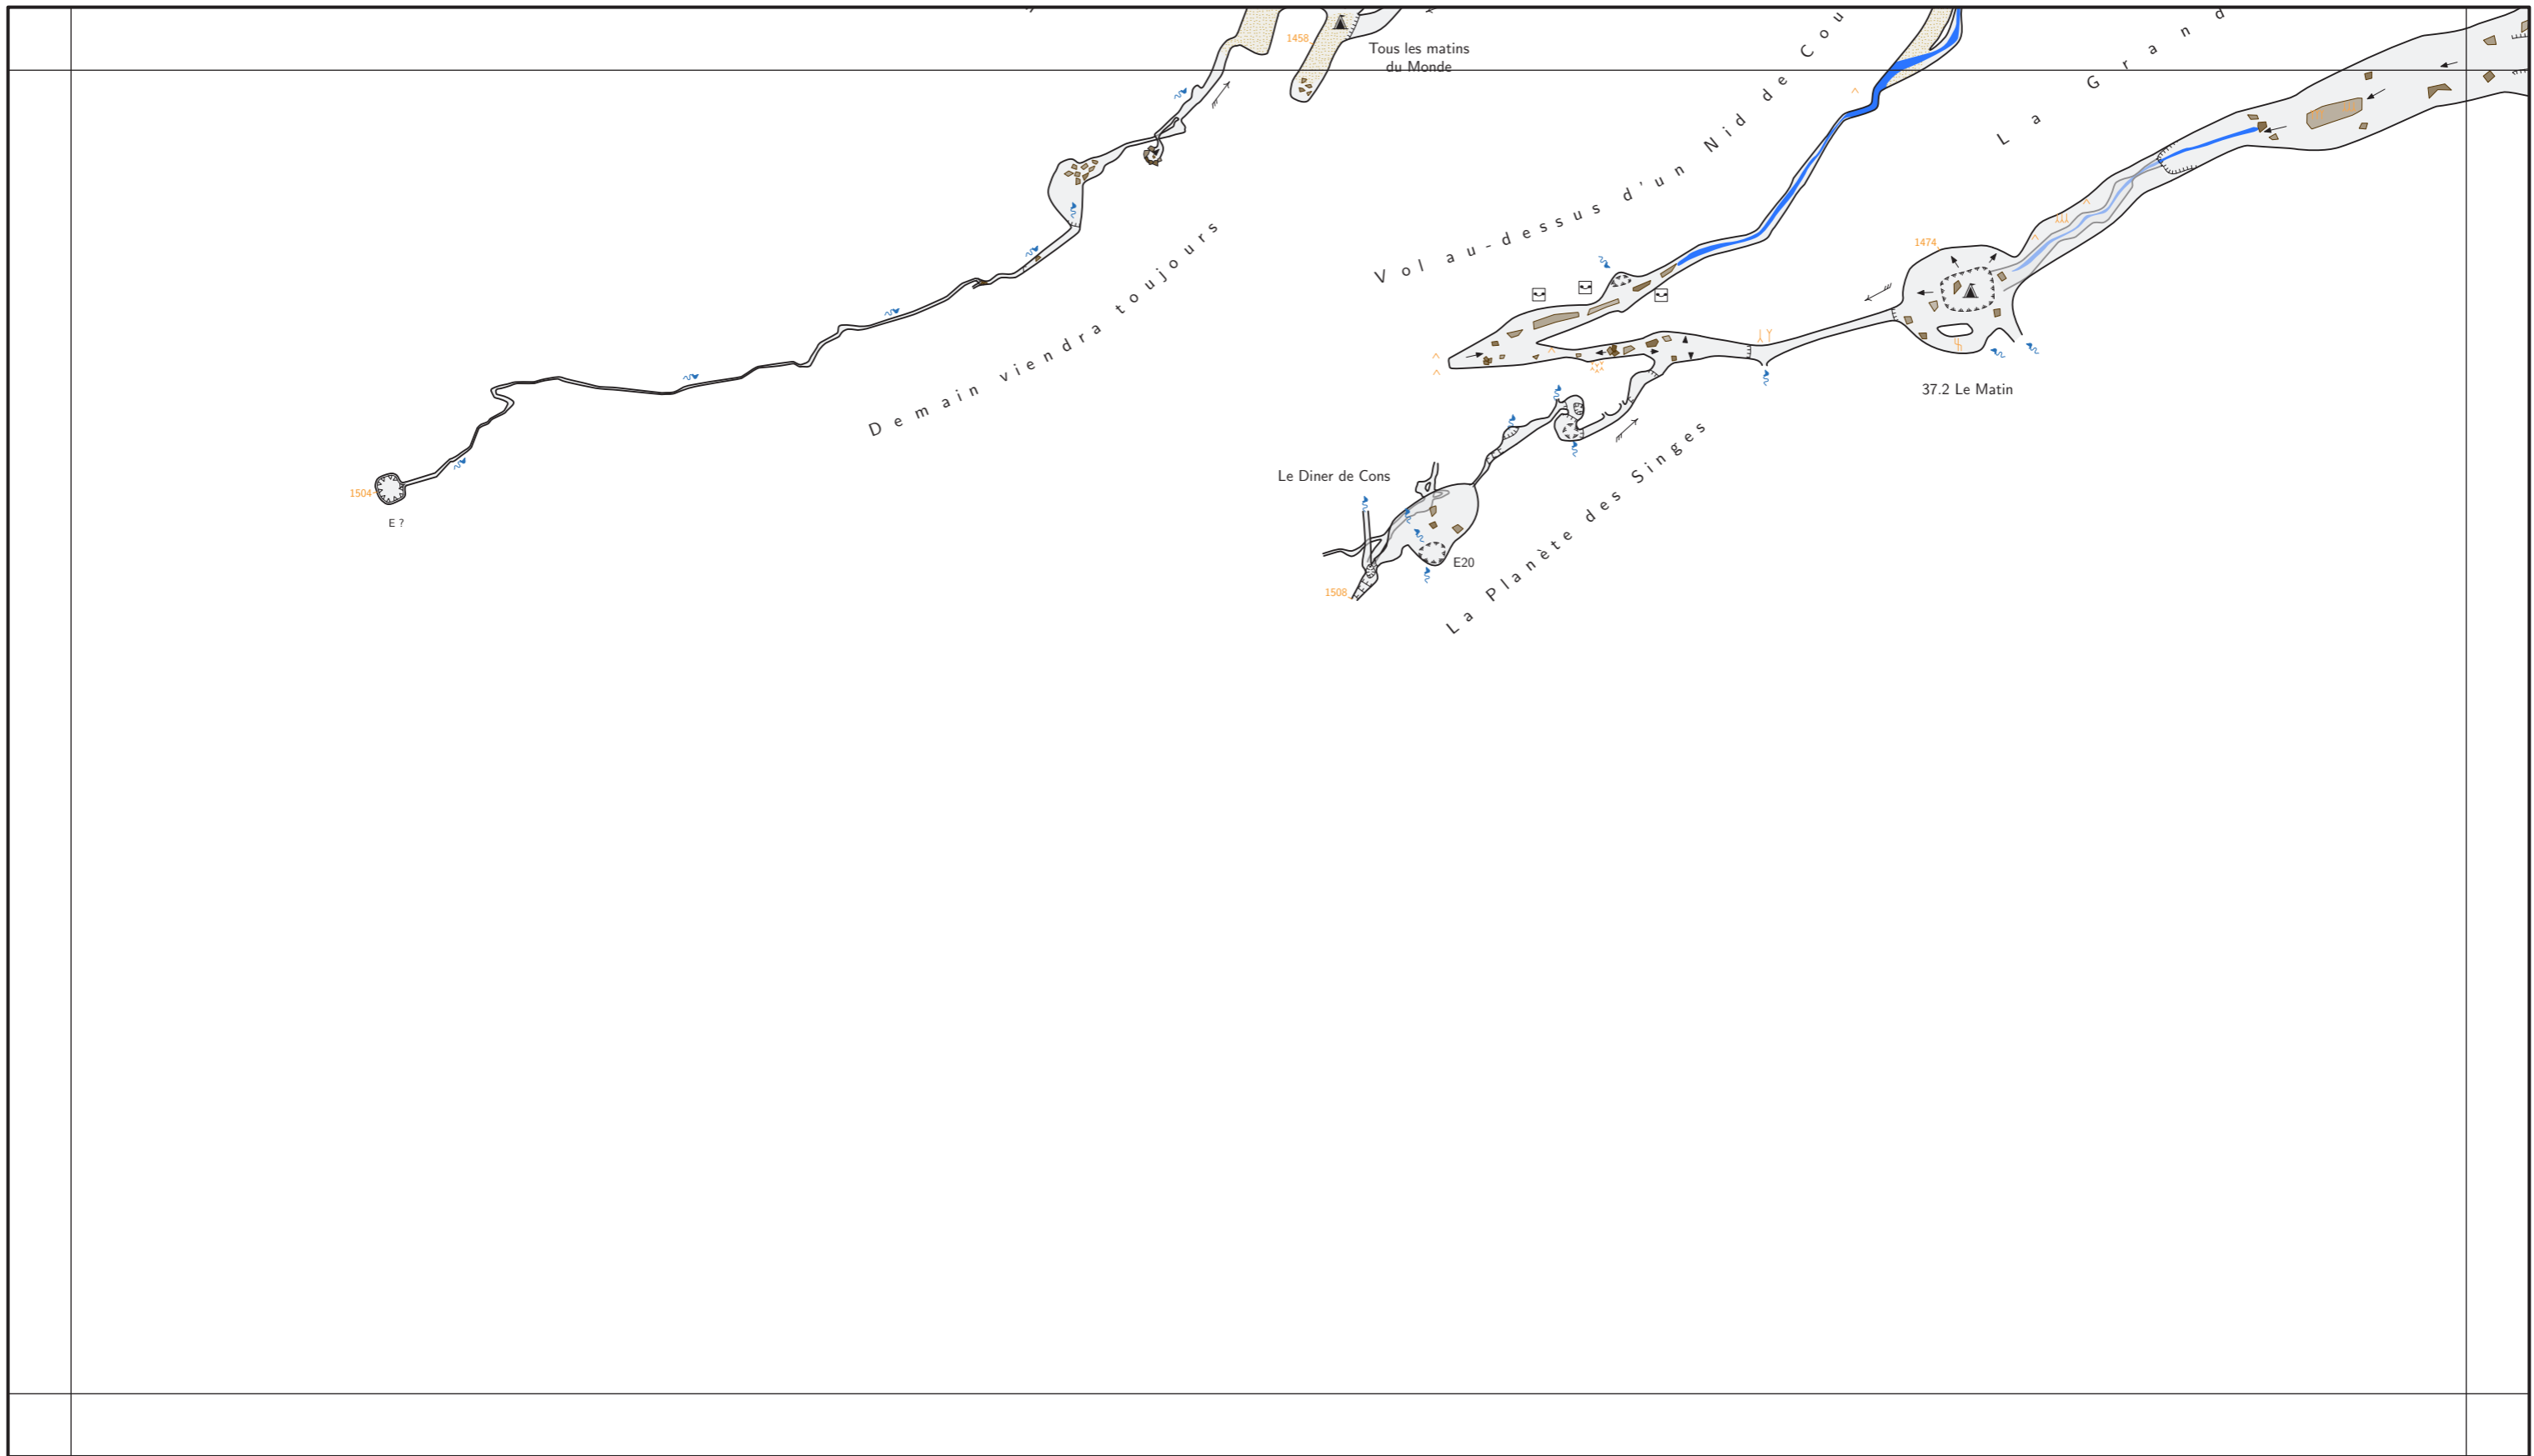 1458
Tous les matins
du Monde
Vol au-dessus d'un Nid de Cou
La Grand
1474
Demain viendra toujours
37.2 Le Matin
Le Diner de Cons
1504
E ?
E20
La Planète des Singes
1508